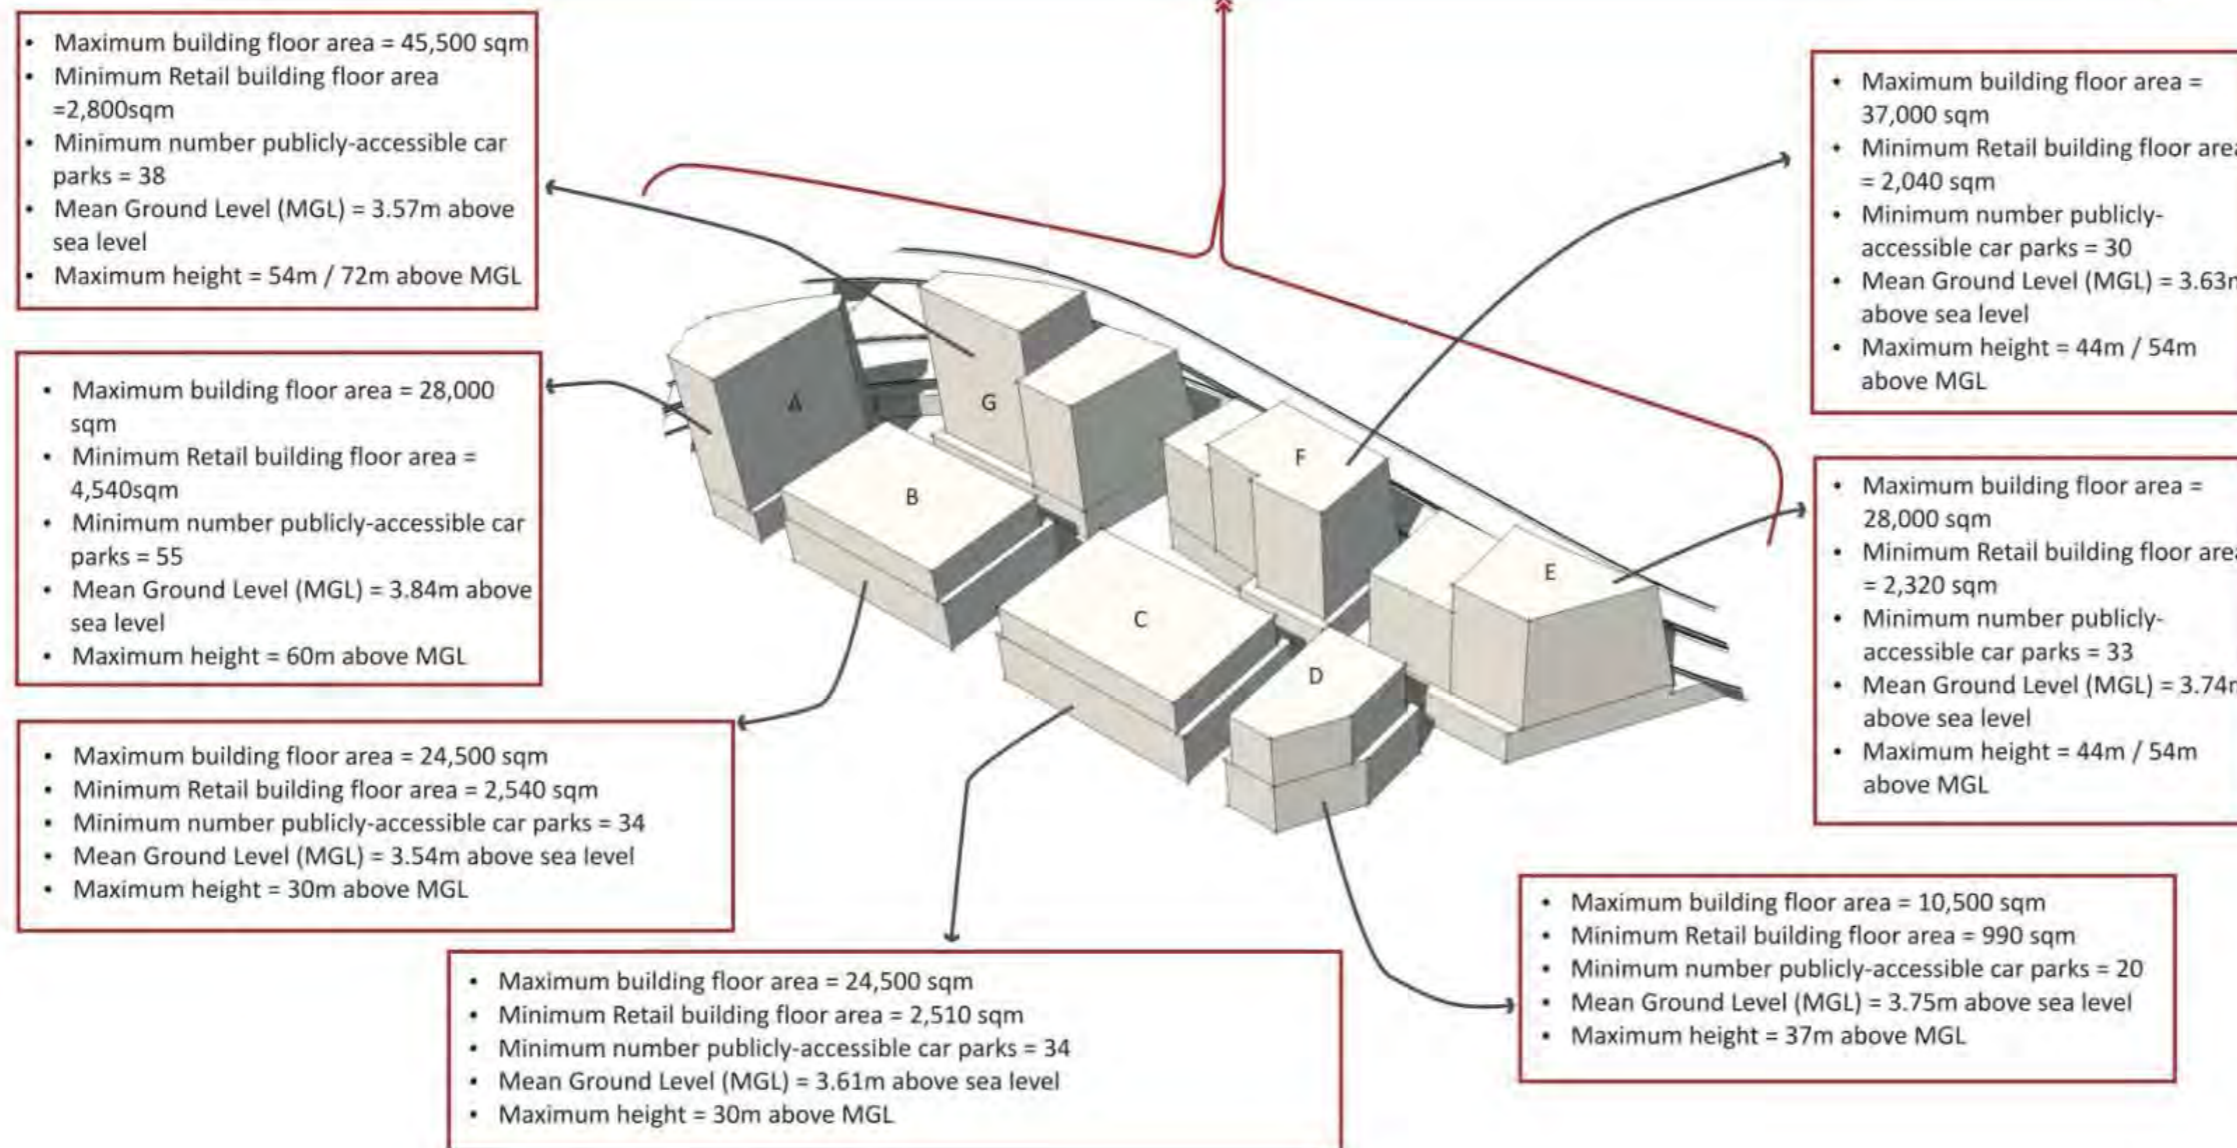 • Maximum building floor area = 45,500 sqm
• Minimum Retail building floor area
=2,800sqm
• Minimum number publicly-accessible car
parks = 38
• Mean Ground Level (MGL) = 3.57m above
sea level
• Maximum height = 54m / 72m above MGL
• Maximum building floor area = 28,000
sqm
• Minimum Retail building floor area =
4,540sqm
• Minimum number publicly-accessible car
parks = 55
• Mean Ground Level (MGL) = 3.84m above
sea level
• Maximum height = 60m above MGL
• Maximum building floor area = 24,500 sqm
• Minimum Retail building floor area = 2,540 sqm
• Minimum number publicly-accessible car parks = 34
• Mean Ground Level (MGL) = 3.54m above sea level
• Maximum height = 30m above MGL
• Maximum building floor area = 24,500 sqm
• Minimum Retail building floor area = 2,510 sqm
• Minimum number publicly-accessible car parks = 34
• Mean Ground Level (MGL) = 3.61m above sea level
• Maximum height = 30m above MGL
A
G
B
F
C
E
D
• Maximum building floor area =
37,000 sqm
• Minimum Retail building floor area
= 2,040 sqm
• Minimum number publicly-
accessible car parks = 30
• Mean Ground Level (MGL) = 3.63m
above sea level
• Maximum height = 44m / 54m
above MGL
• Maximum building floor area =
28,000 sqm
• Minimum Retail building floor area
= 2,320 sqm
• Minimum number publicly-
accessible car parks = 33
• Mean Ground Level (MGL) = 3.74m
above sea level
• Maximum height = 44m / 54m
above MGL
• Maximum building floor area = 10,500 sqm
• Minimum Retail building floor area = 990 sqm
• Minimum number publicly-accessible car parks = 20
• Mean Ground Level (MGL) = 3.75m above sea level
• Maximum height = 37m above MGL